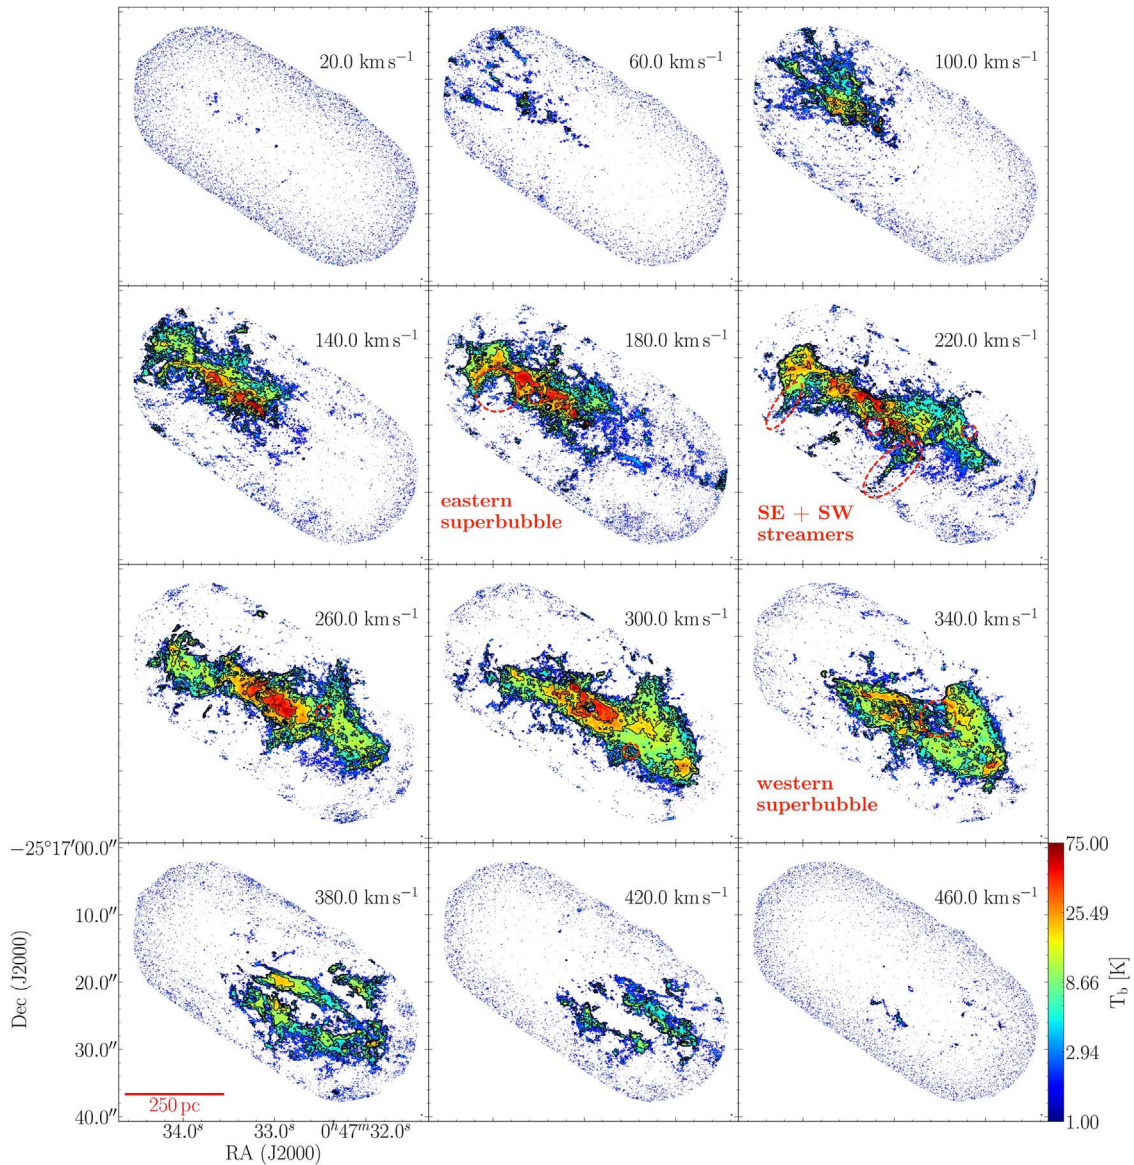 20.0 km s⁻¹
60.0 km s⁻¹
100.0 km s⁻¹
140.0 km s⁻¹
180.0 km s⁻¹
220.0 km s⁻¹
eastern
superbubble
SE + SW
streamers
260.0 km s⁻¹
300.0 km s⁻¹
340.0 km s⁻¹
western
superbubble
−25°17′00.0″
10.0″
20.0″
30.0″
40.0″
Dec (J2000)
380.0 km s⁻¹
420.0 km s⁻¹
460.0 km s⁻¹
250 pc
34.0ˢ
33.0ˢ
0ʰ47ᵐ32.0ˢ
RA (J2000)
75.00
25.49
8.66
2.94
1.00
T_b [K]